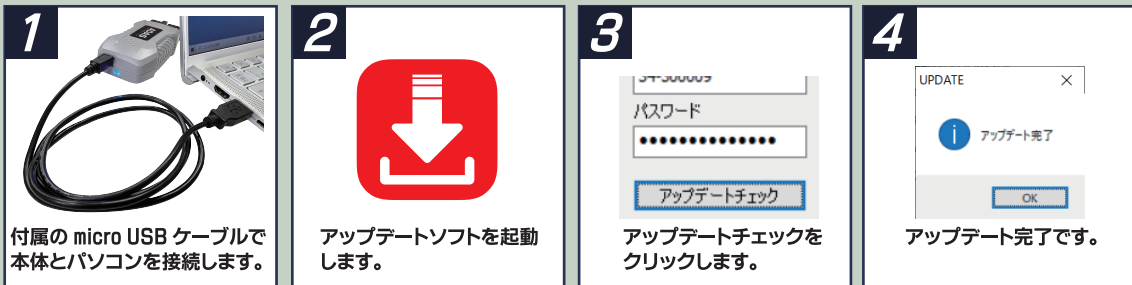 1
付属の micro USB ケーブルで
本体とパソコンを接続します。
2
アップデートソフトを起動
します。
3
パスワード
●●●●●●●●●●●●●●
アップデートチェック
アップデートチェックを
クリックします。
4
UPDATE
アップデート完了
OK
アップデート完了です。